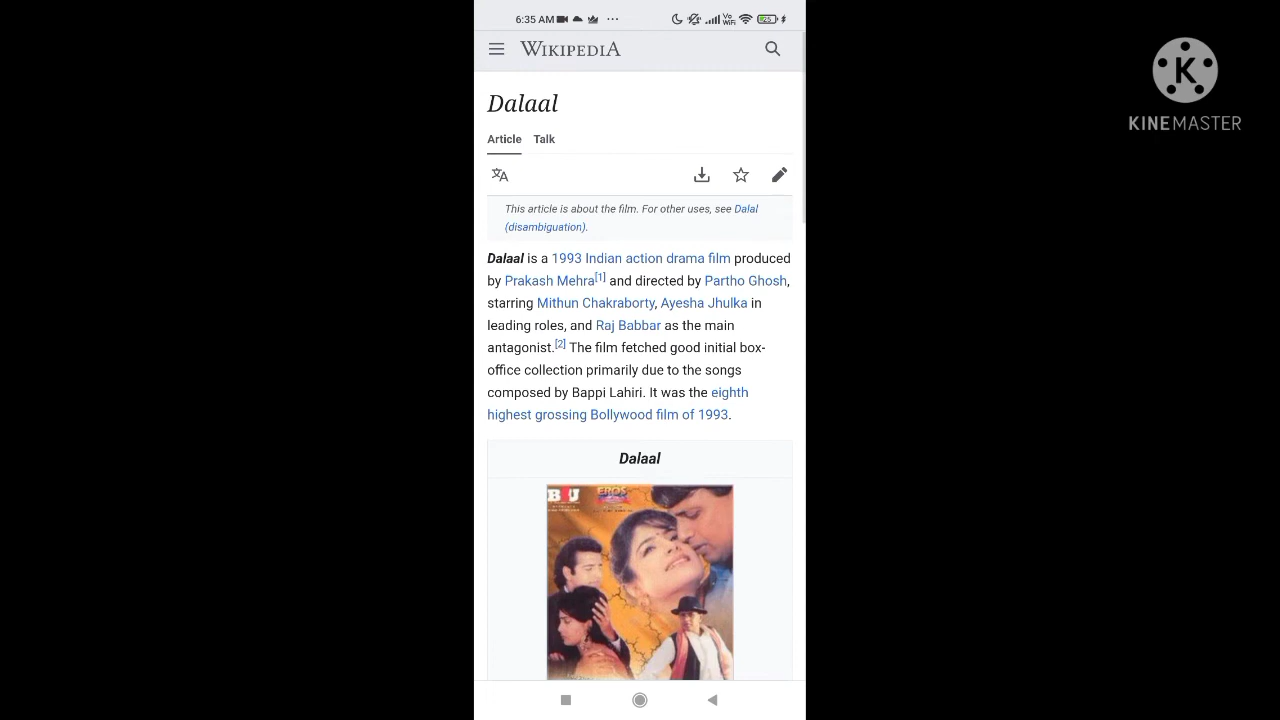 6:35 AM
Vo
WiFi
25
WIKIPEDIA
Dalaal
Article Talk
This article is about the film. For other uses, see Dalal
(disambiguation).
Dalaal is a 1993 Indian action drama film produced
by Prakash Mehra[1] and directed by Partho Ghosh,
starring Mithun Chakraborty, Ayesha Jhulka in
leading roles, and Raj Babbar as the main
antagonist.[2] The film fetched good initial box-
office collection primarily due to the songs
composed by Bappi Lahiri. It was the eighth
highest grossing Bollywood film of 1993.
Dalaal
EROS
K
KINEMASTER